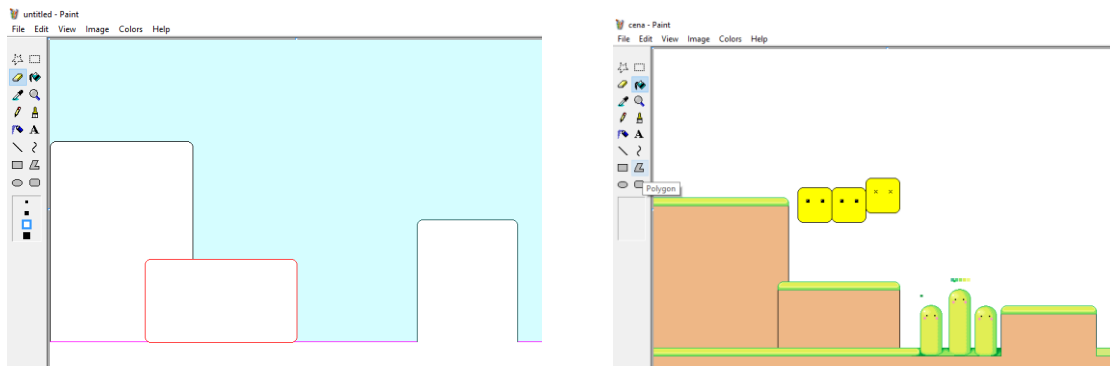 untitled - Paint
File Edit View Image Colors Help
A
cena - Paint
File Edit View Image Colors Help
A
Polygon